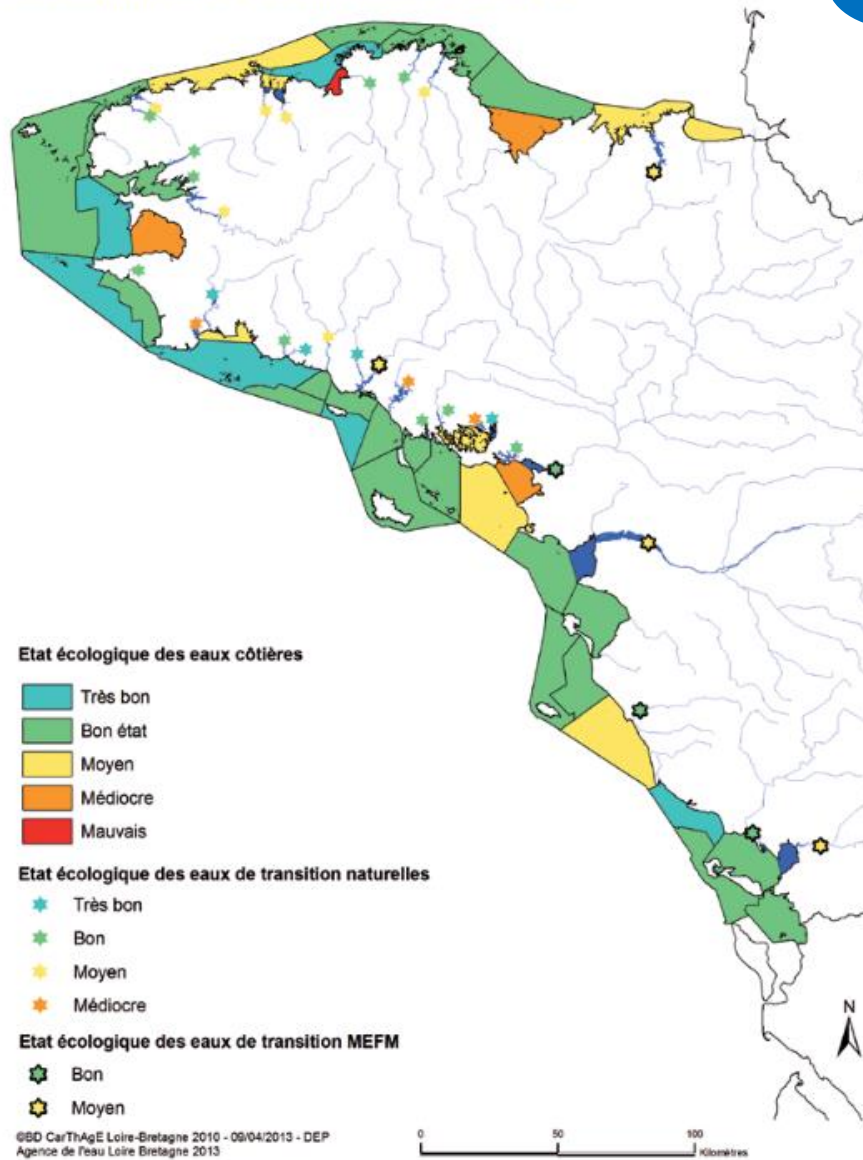 Etat écologique des eaux côtières
Très bon
Bon état
Moyen
Médiocre
Mauvais
Etat écologique des eaux de transition naturelles
Très bon
Bon
Moyen
Médiocre
Etat écologique des eaux de transition MEFM
Bon
Moyen
©BD CarThAgE Loire-Bretagne 2010 - 09/04/2013 - DEP
Agence de l'eau Loire Bretagne 2013
0 50 100
Kilomètres
N